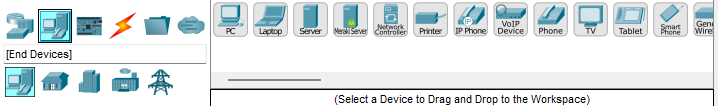 PC
Laptop
Server
Meraki Server
Network
Controller
Printer
IP Phone
VoIP
Device
Phone
TV
Tablet
Smart
Phone
Wire
[End Devices]
(Select a Device to Drag and Drop to the Workspace)